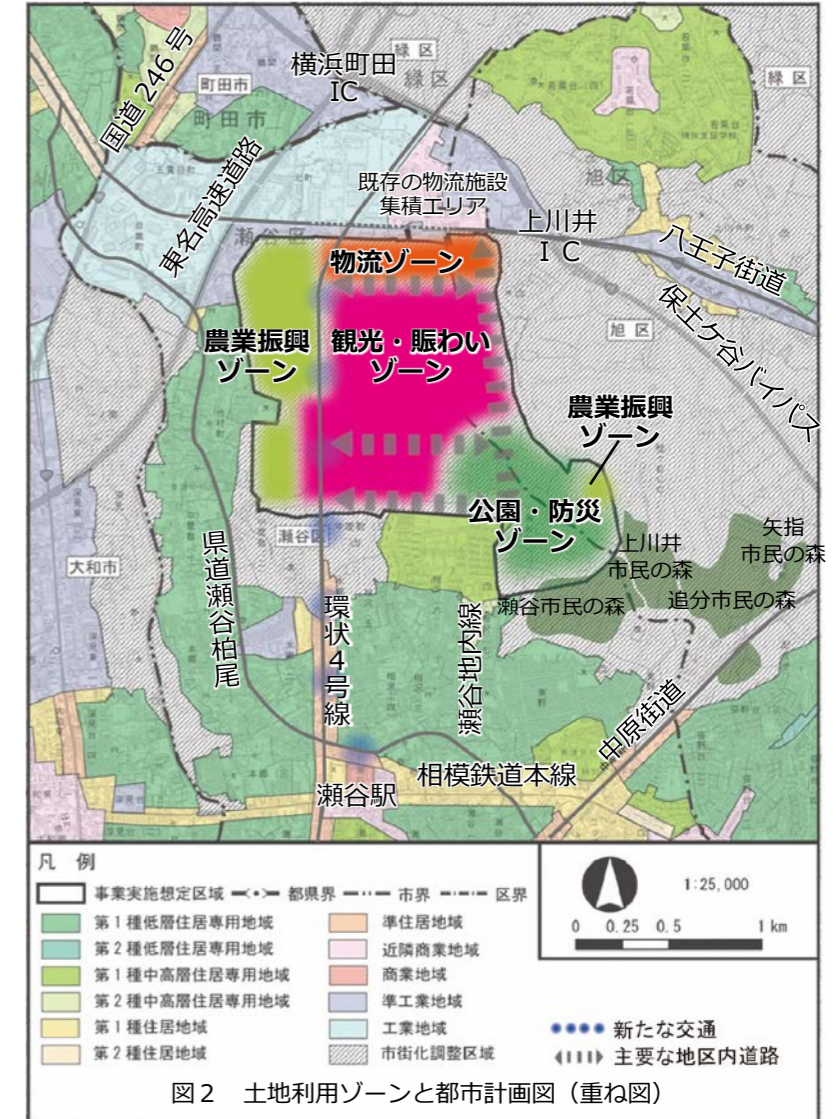 国道246号
横浜町田
IC
緑区
緑区
緑区
町田市
町田市
東名高速道路
既存の物流施設
集積エリア
旭区
上川井
IC
八王子街道
瀬谷区
物流ゾーン
保土ケ谷バイパス
旭区
農業振興
ゾーン
観光・賑わい
ゾーン
農業振興
ゾーン
公園・防災
ゾーン
瀬谷区
大和市
上川井
市民の森
矢指
市民の森
追分市民の森
瀬谷市民の森
県道瀬谷柏尾
環状4号線
瀬谷地内線
中原街道
相模鉄道本線
瀬谷駅
凡 例
事業実施想定区域 都県界 市界 区界
第1種低層住居専用地域
第2種低層住居専用地域
第1種中高層住居専用地域
第2種中高層住居専用地域
第1種住居地域
第2種住居地域
準住居地域
近隣商業地域
商業地域
準工業地域
工業地域
市街化調整区域
1:25,000
0 0.25 0.5 1 km
新たな交通
主要な地区内道路
図2 土地利用ゾーンと都市計画図（重ね図）